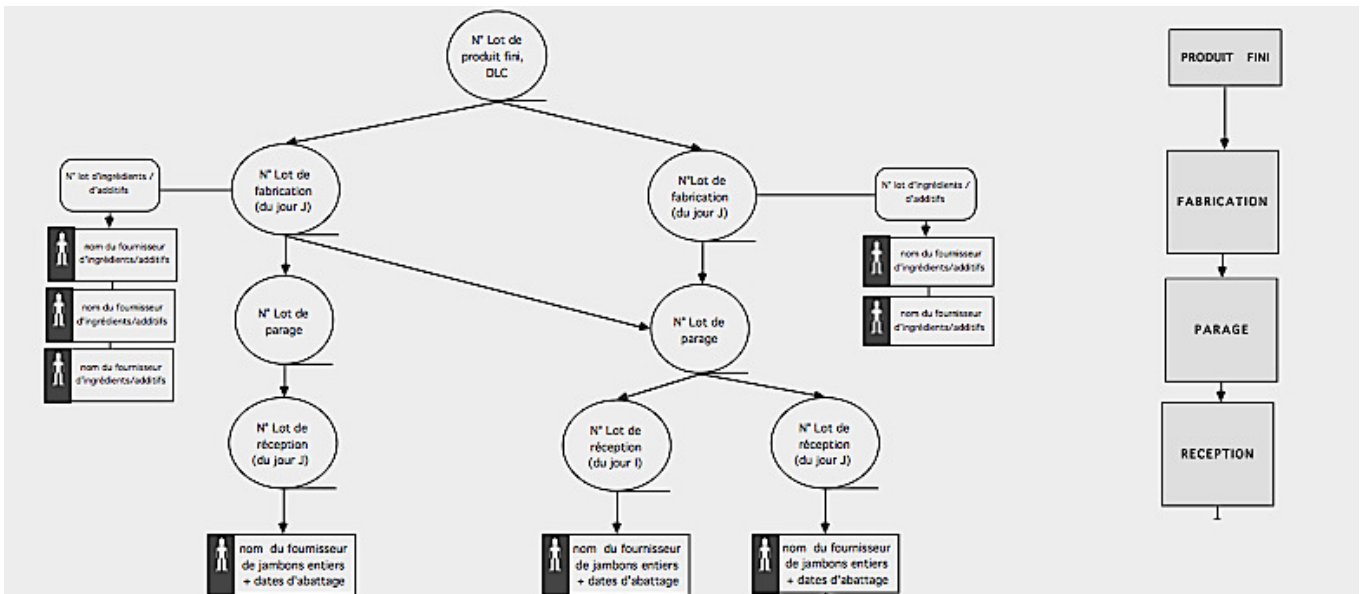 N° Lot de
produit fini,
DLC
PRODUIT FINI
N° lot d'ingrédients /
d'additifs
N° Lot de
fabrication
(du jour J)
N°Lot de
fabrication
(du jour J)
N° lot d'ingrédients /
d'additifs
FABRICATION
nom du fournisseur
d'ingrédients/additifs
nom du fournisseur
d'ingrédients/additifs
nom du fournisseur
d'ingrédients/additifs
nom du fournisseur
d'ingrédients/additifs
nom du fournisseur
d'ingrédients/additifs
N° Lot de
parage
N° Lot de
parage
PARAGE
N° Lot de
réception
(du jour J)
N° Lot de
réception
(du jour I)
N° Lot de
réception
(du jour J)
RECEPTION
nom du fournisseur
de jambons entiers
+ dates d'abattage
nom du fournisseur
de jambons entiers
+ dates d'abattage
nom du fournisseur
de jambons entiers
+ dates d'abattage